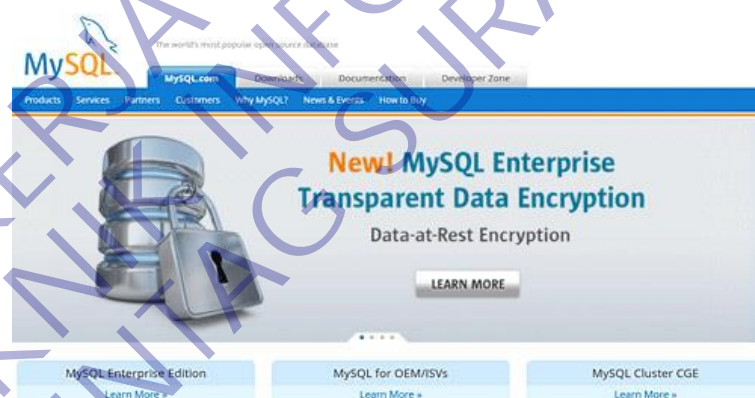 The world's most popular open source database
MySQL
MySQL.com Downloads Documentation Developer Zone
Products Services Partners Customers Why MySQL? News & Events How to Buy
New! MySQL Enterprise
Transparent Data Encryption
Data-at-Rest Encryption
LEARN MORE
MySQL Enterprise Edition MySQL for OEM/ISVs MySQL Cluster CGE
Learn More » Learn More » Learn More »